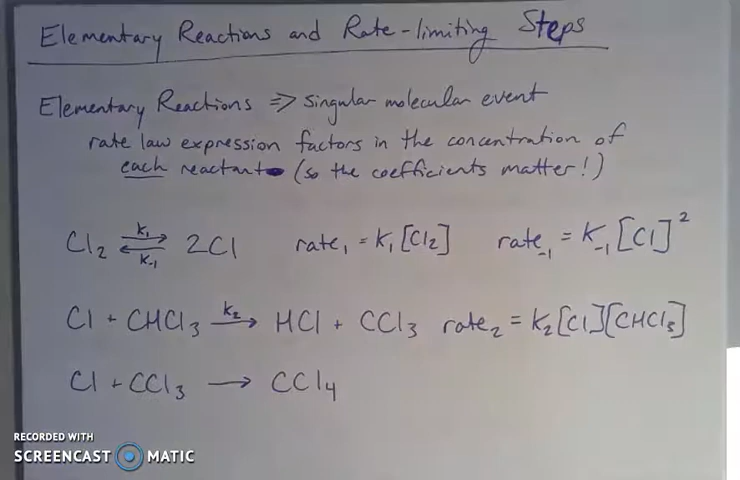 Elementary Reactions and Rate-limiting Steps
Elementary Reactions => singular molecular event
rate law expression factors in the concentration of
each reactant (so the coefficients matter!)
Cl₂ ⇌ 2Cl k₁ k₋₁ rate₁ = k₁[Cl₂] rate₋₁ = k₋₁[Cl]²
Cl + CHCl₃ →k₂ HCl + CCl₃ rate₂ = k₂[Cl][CHCl₃]
Cl + CCl₃ → CCl₄
RECORDED WITH
SCREENCAST MATIC